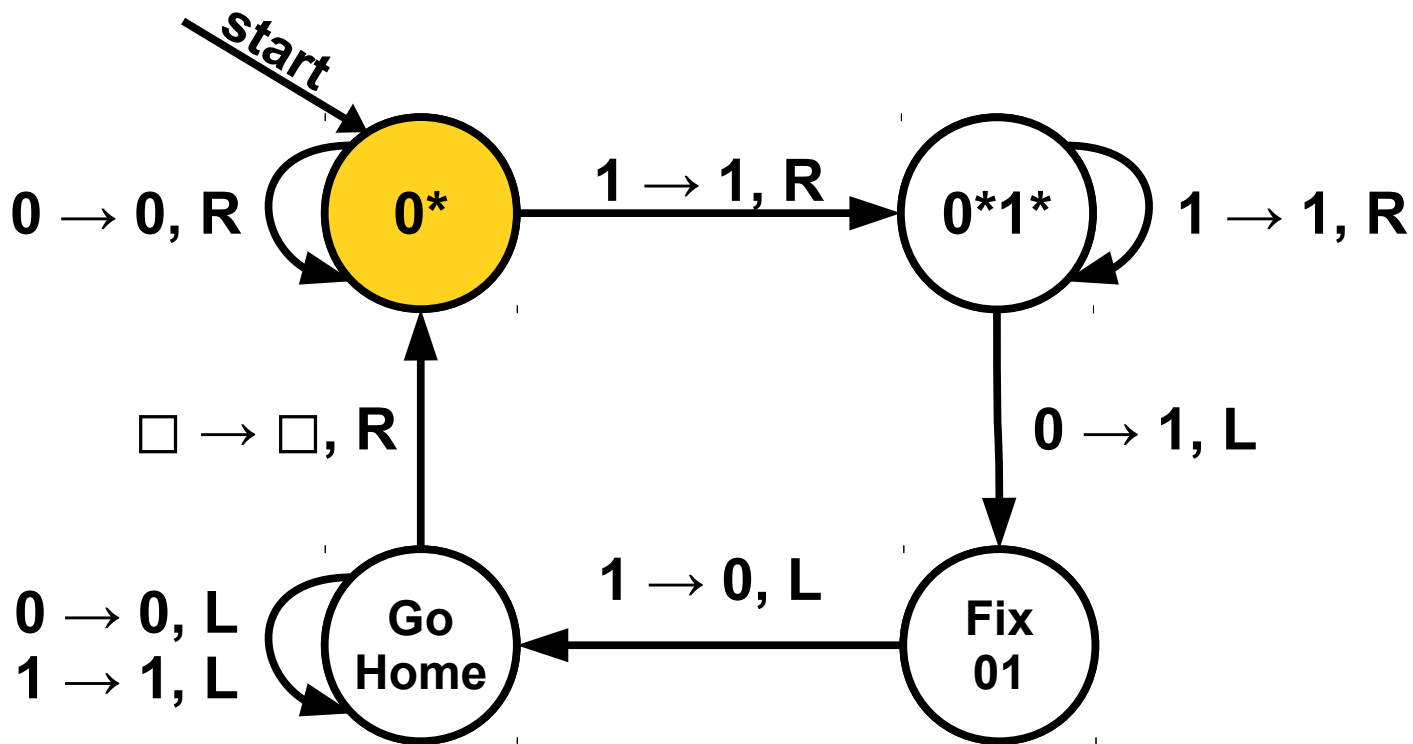 start
0 → 0, R
0*
1 → 1, R
0*1*
1 → 1, R
□ → □, R
0 → 1, L
0 → 0, L
1 → 1, L
Go
Home
1 → 0, L
Fix
01